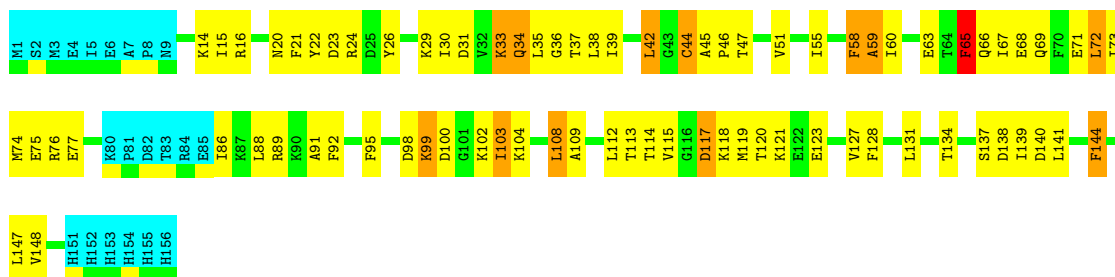 M1 S2 M3 E4 I5 E6 A7 P8 N9 K14 I15 R16 N20 F21 Y22 D23 R24 D25 Y26 K29 I30 D31 V32 K33 Q34 L35 G36 T37 L38 I39 L42 G43 C44 A45 P46 T47 V51 I55 F58 A59 I60 E63 T64 F65 Q66 I67 E68 Q69 F70 E71 L72
M74 E75 R76 E77 K80 P81 D82 T83 R84 E85 I86 K87 L88 R89 K90 A91 F92 F95 D98 K99 D100 G101 K102 I103 K104 L108 A109 L112 T113 T114 V115 G116 D117 K118 M119 T120 K121 E122 E123 V127 F128 L131 T134 S137 D138 I139 D140 L141 F144
L147 V148 H151 H152 H153 H154 H155 H156